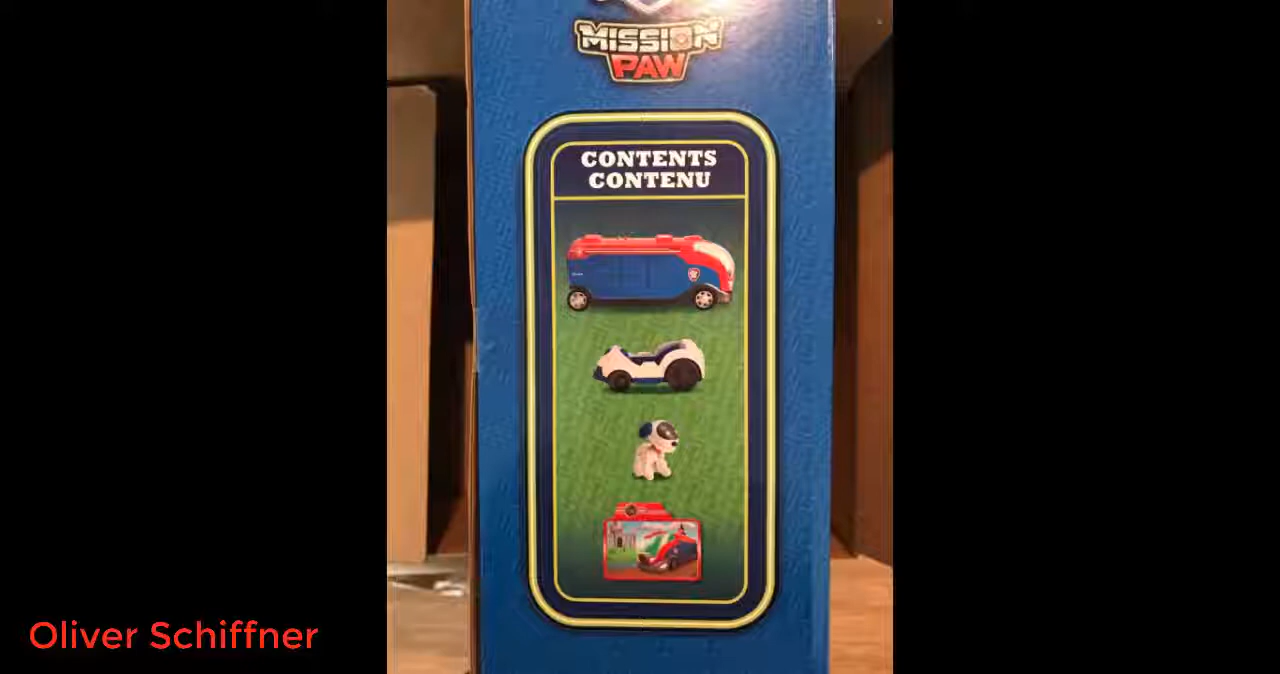 MISSION
PAW
CONTENTS
CONTENU
Oliver Schiffner